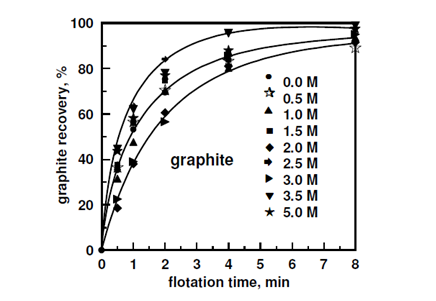 100
80
60
40
20
0
graphite recovery, %
graphite
0.0 M
0.5 M
1.0 M
1.5 M
2.0 M
2.5 M
3.0 M
3.5 M
5.0 M
0 1 2 3 4 5 6 7 8
flotation time, min